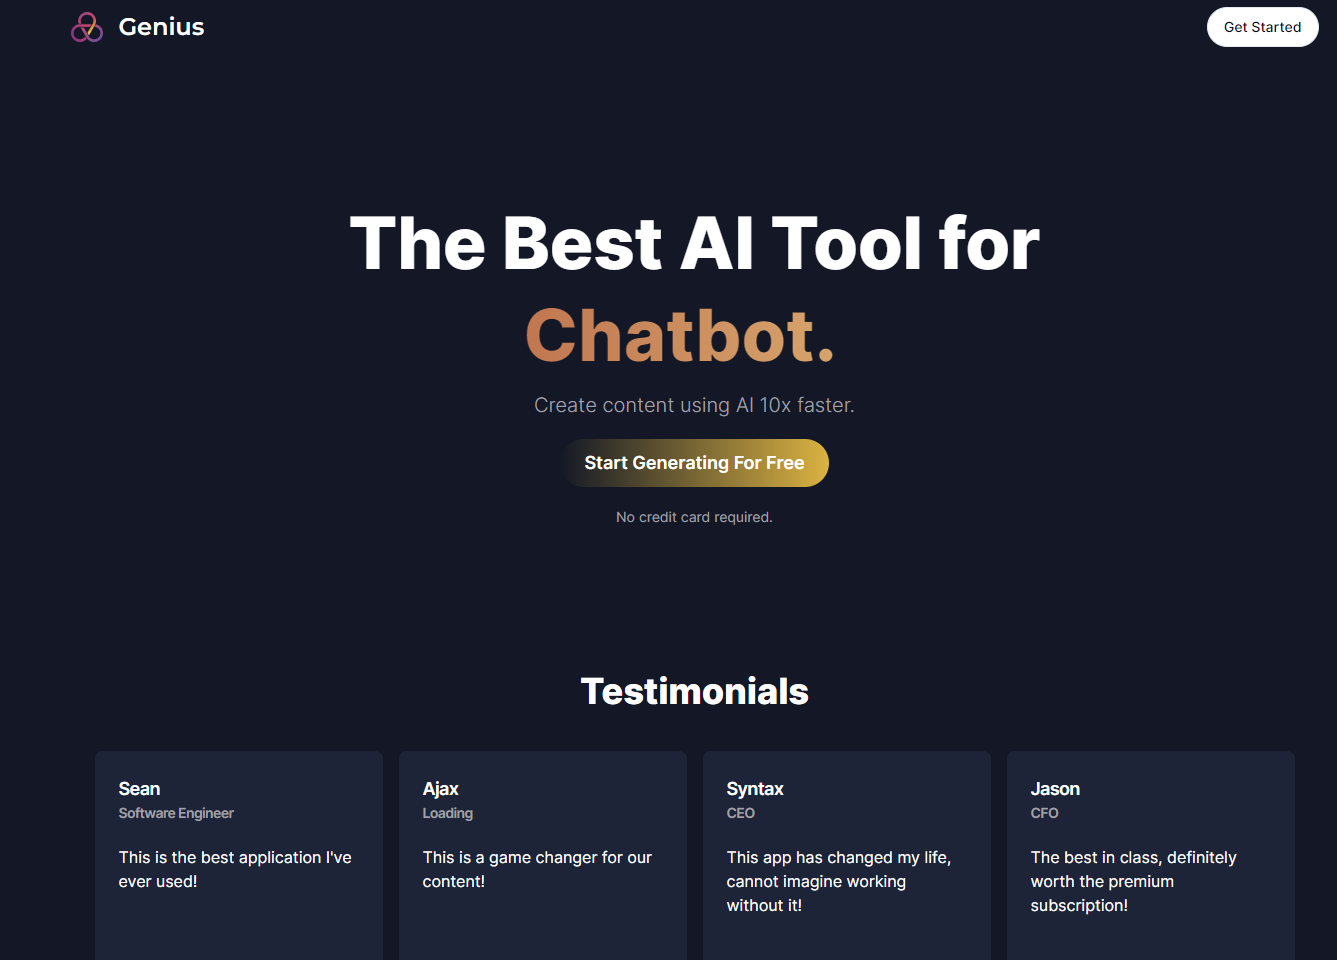 Genius
Get Started
The Best AI Tool for
Chatbot.
Create content using AI 10x faster.
Start Generating For Free
No credit card required.
Testimonials
Sean
Software Engineer
This is the best application I've
ever used!
Ajax
Loading
This is a game changer for our
content!
Syntax
CEO
This app has changed my life,
cannot imagine working
without it!
Jason
CFO
The best in class, definitely
worth the premium
subscription!